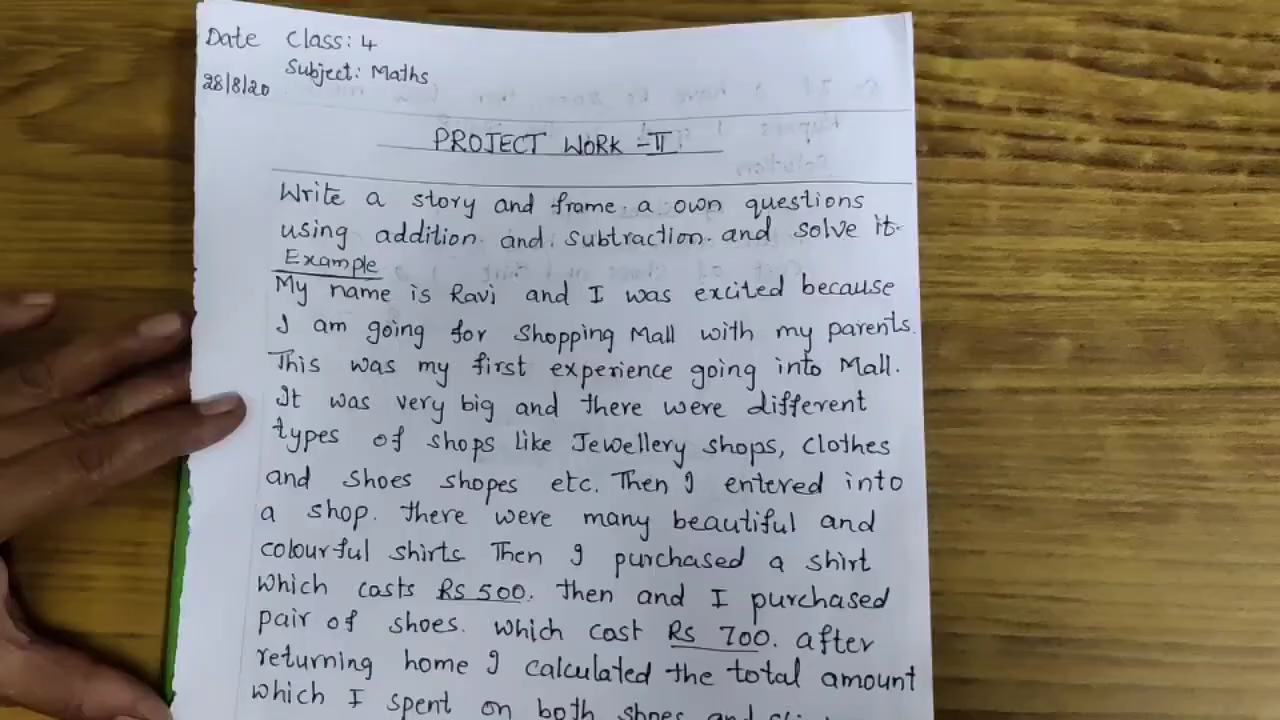 Date Class: 4
Subject: Maths
28/8/20
PROJECT WORK -II
Write a story and frame a own questions
using addition and subtraction and solve it.
Example
My name is Ravi and I was excited because
I am going for shopping Mall with my parents.
This was my first experience going into Mall.
It was very big and there were different
types of shops like Jewellery shops, clothes
and shoes shopes etc. Then I entered into
a shop. there were many beautiful and
colourful shirts Then I purchased a shirt
which costs Rs 500. then and I purchased
pair of shoes. which cost Rs 700. after
returning home I calculated the total amount
which I spent on both shoes and